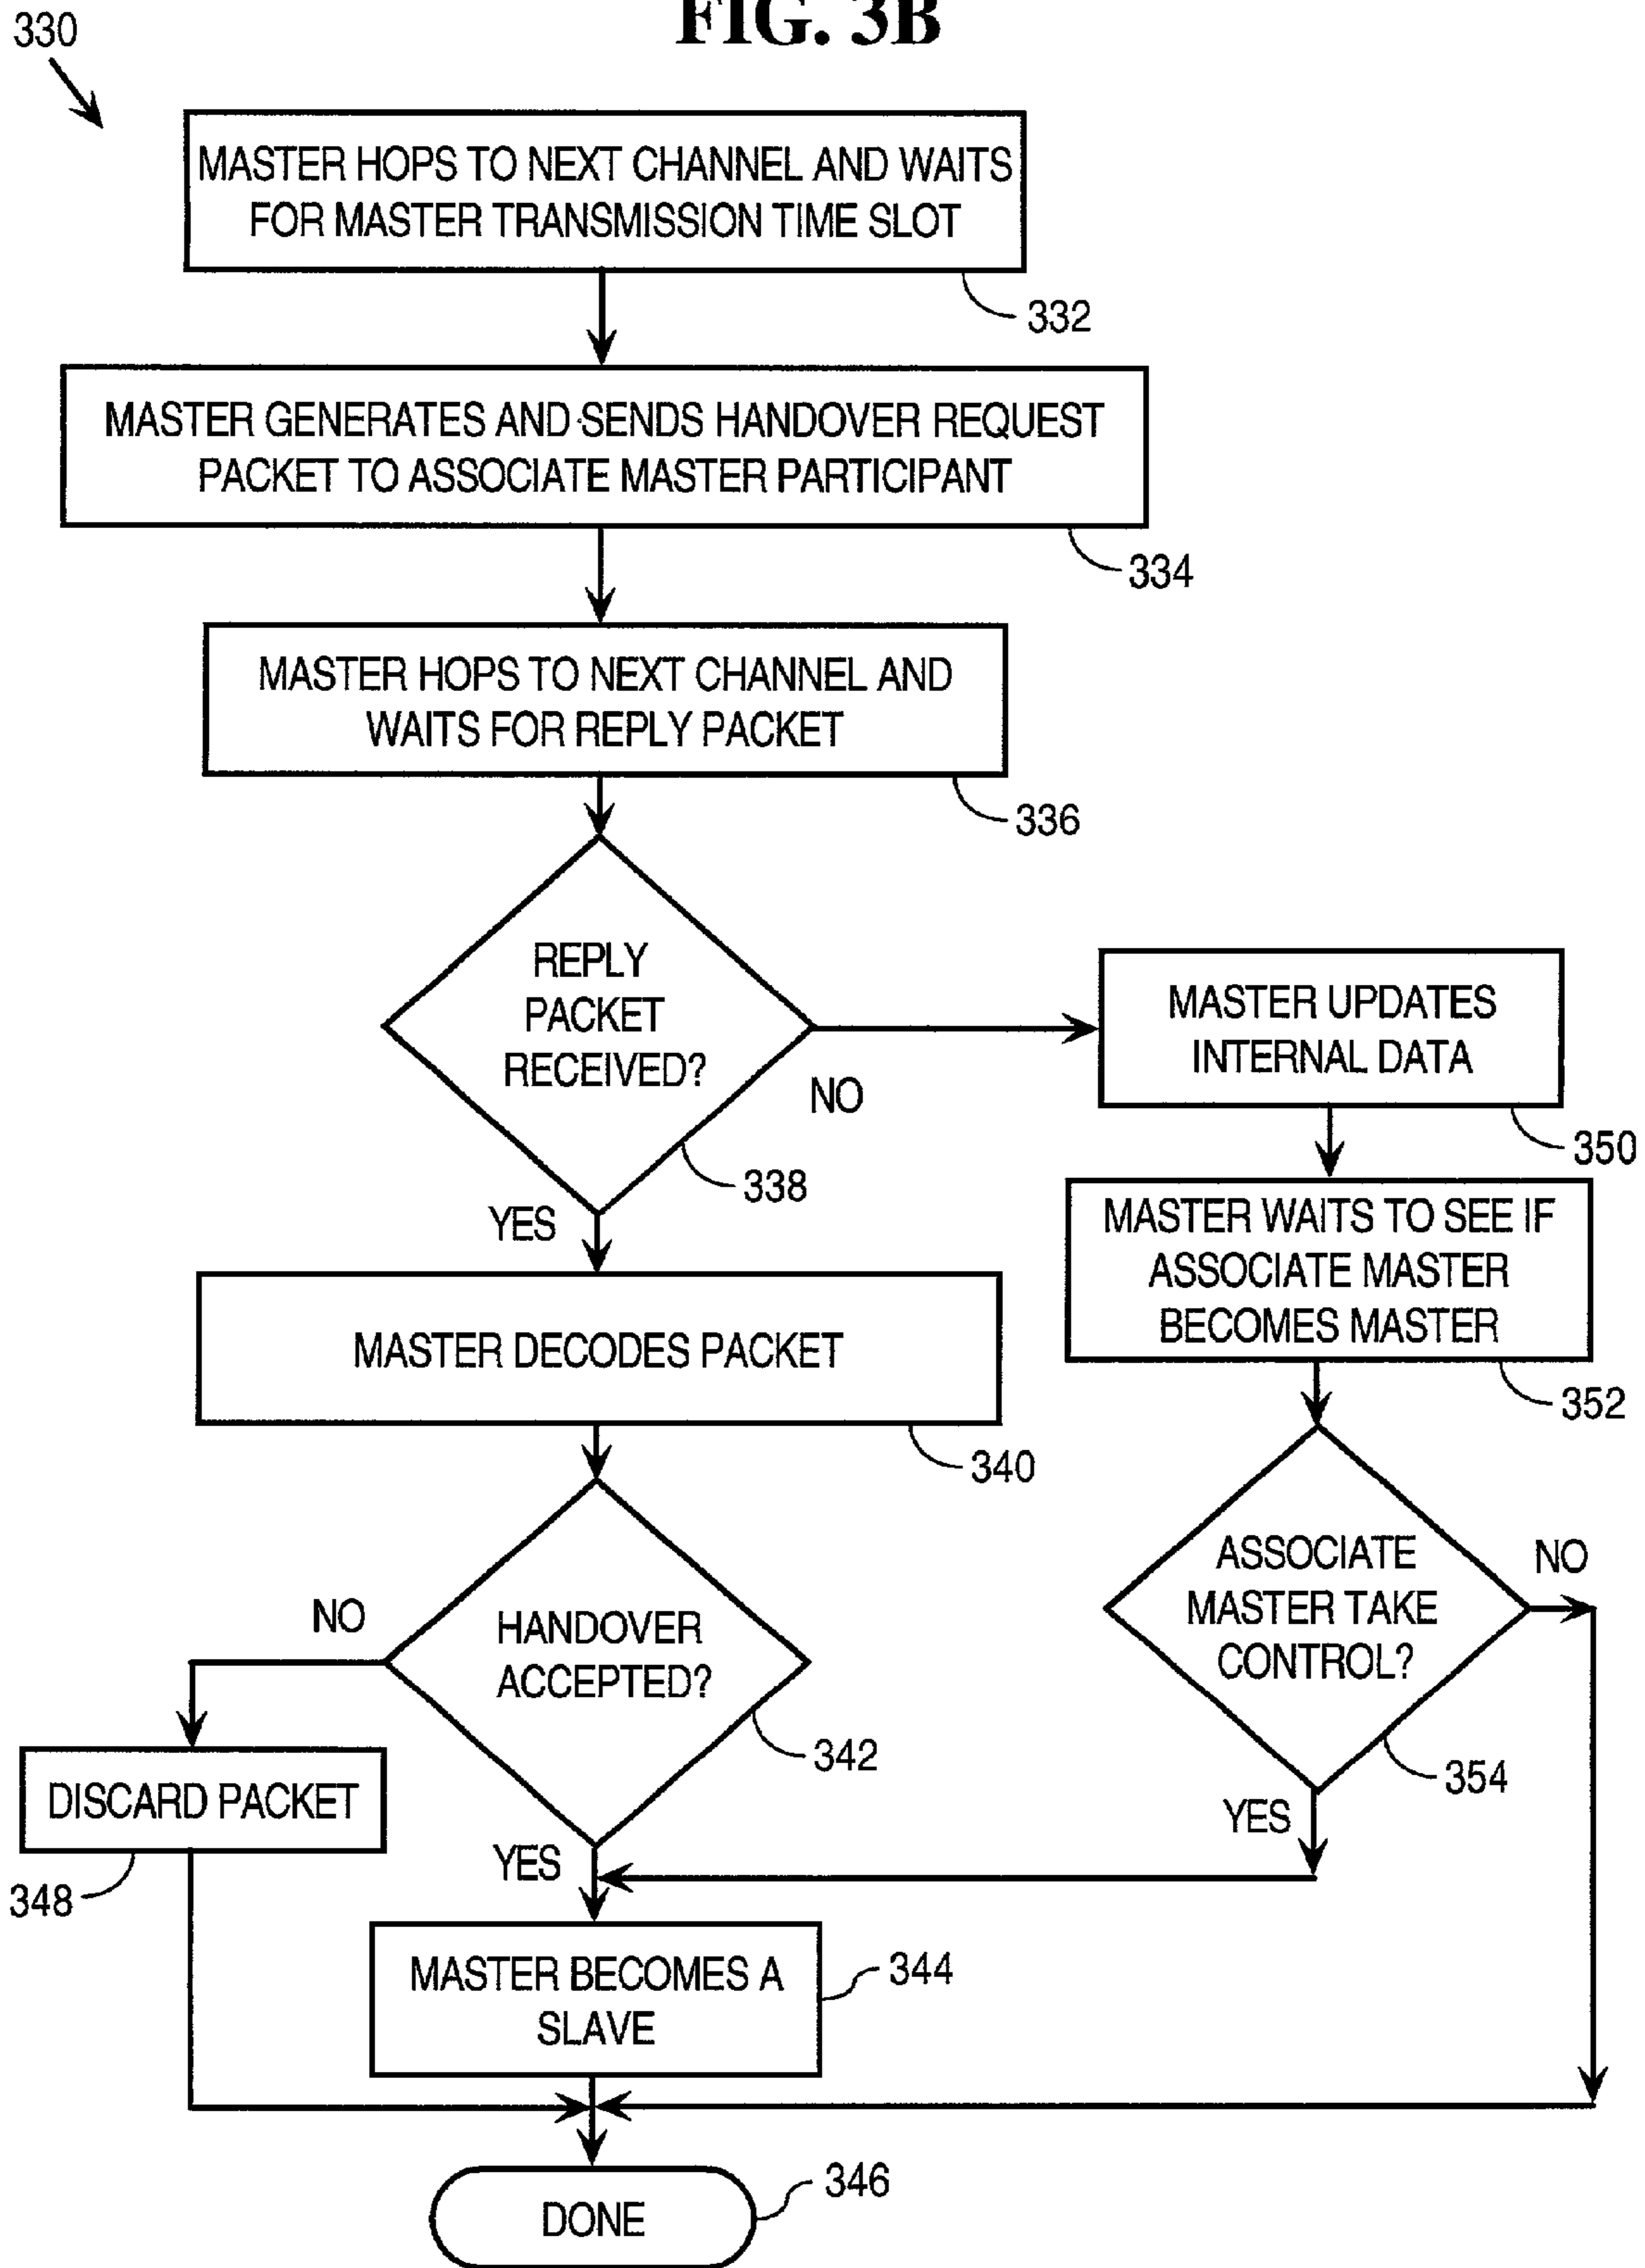 FIG. 3B
330
MASTER HOPS TO NEXT CHANNEL AND WAITS
FOR MASTER TRANSMISSION TIME SLOT
332
MASTER GENERATES AND SENDS HANDOVER REQUEST
PACKET TO ASSOCIATE MASTER PARTICIPANT
334
MASTER HOPS TO NEXT CHANNEL AND
WAITS FOR REPLY PACKET
336
REPLY
PACKET
RECEIVED?
NO
338
YES
MASTER UPDATES
INTERNAL DATA
350
MASTER WAITS TO SEE IF
ASSOCIATE MASTER
BECOMES MASTER
352
MASTER DECODES PACKET
340
ASSOCIATE
MASTER TAKE
CONTROL?
NO
354
YES
HANDOVER
ACCEPTED?
NO
342
YES
DISCARD PACKET
348
MASTER BECOMES A
SLAVE
344
DONE
346